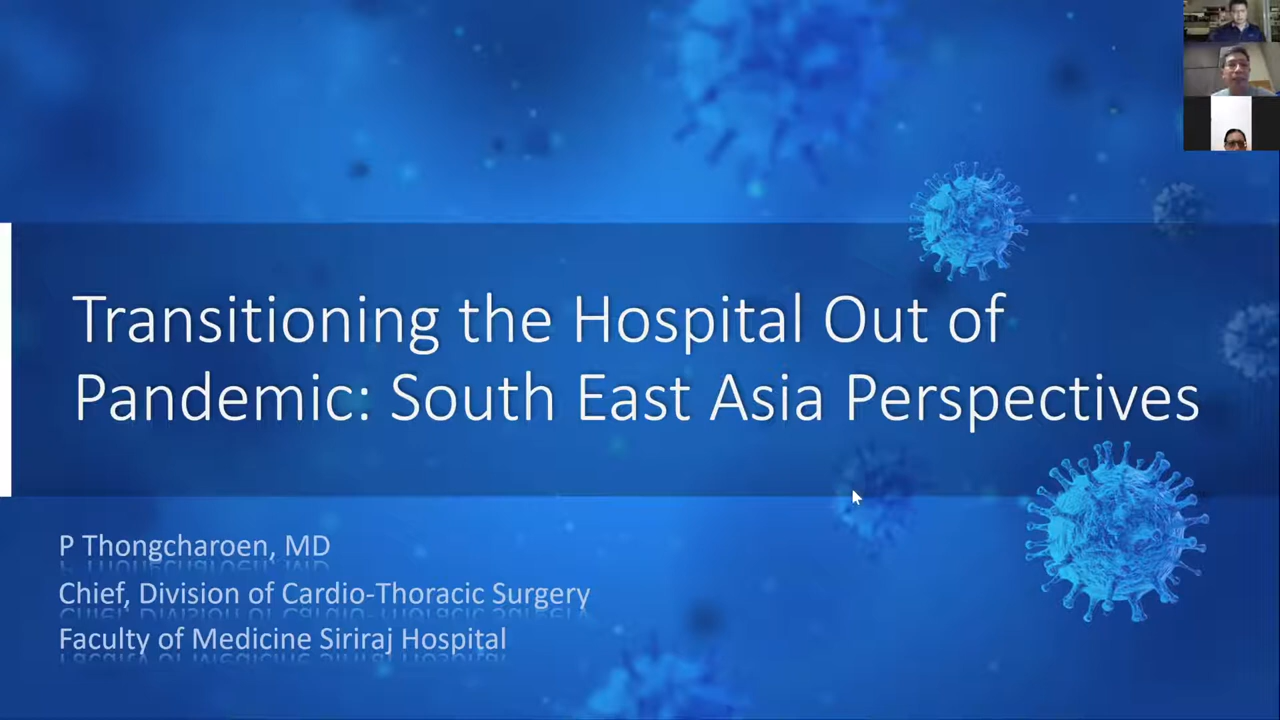 Transitioning the Hospital Out of
Pandemic: South East Asia Perspectives
P Thongcharoen, MD
Chief, Division of Cardio-Thoracic Surgery
Faculty of Medicine Siriraj Hospital